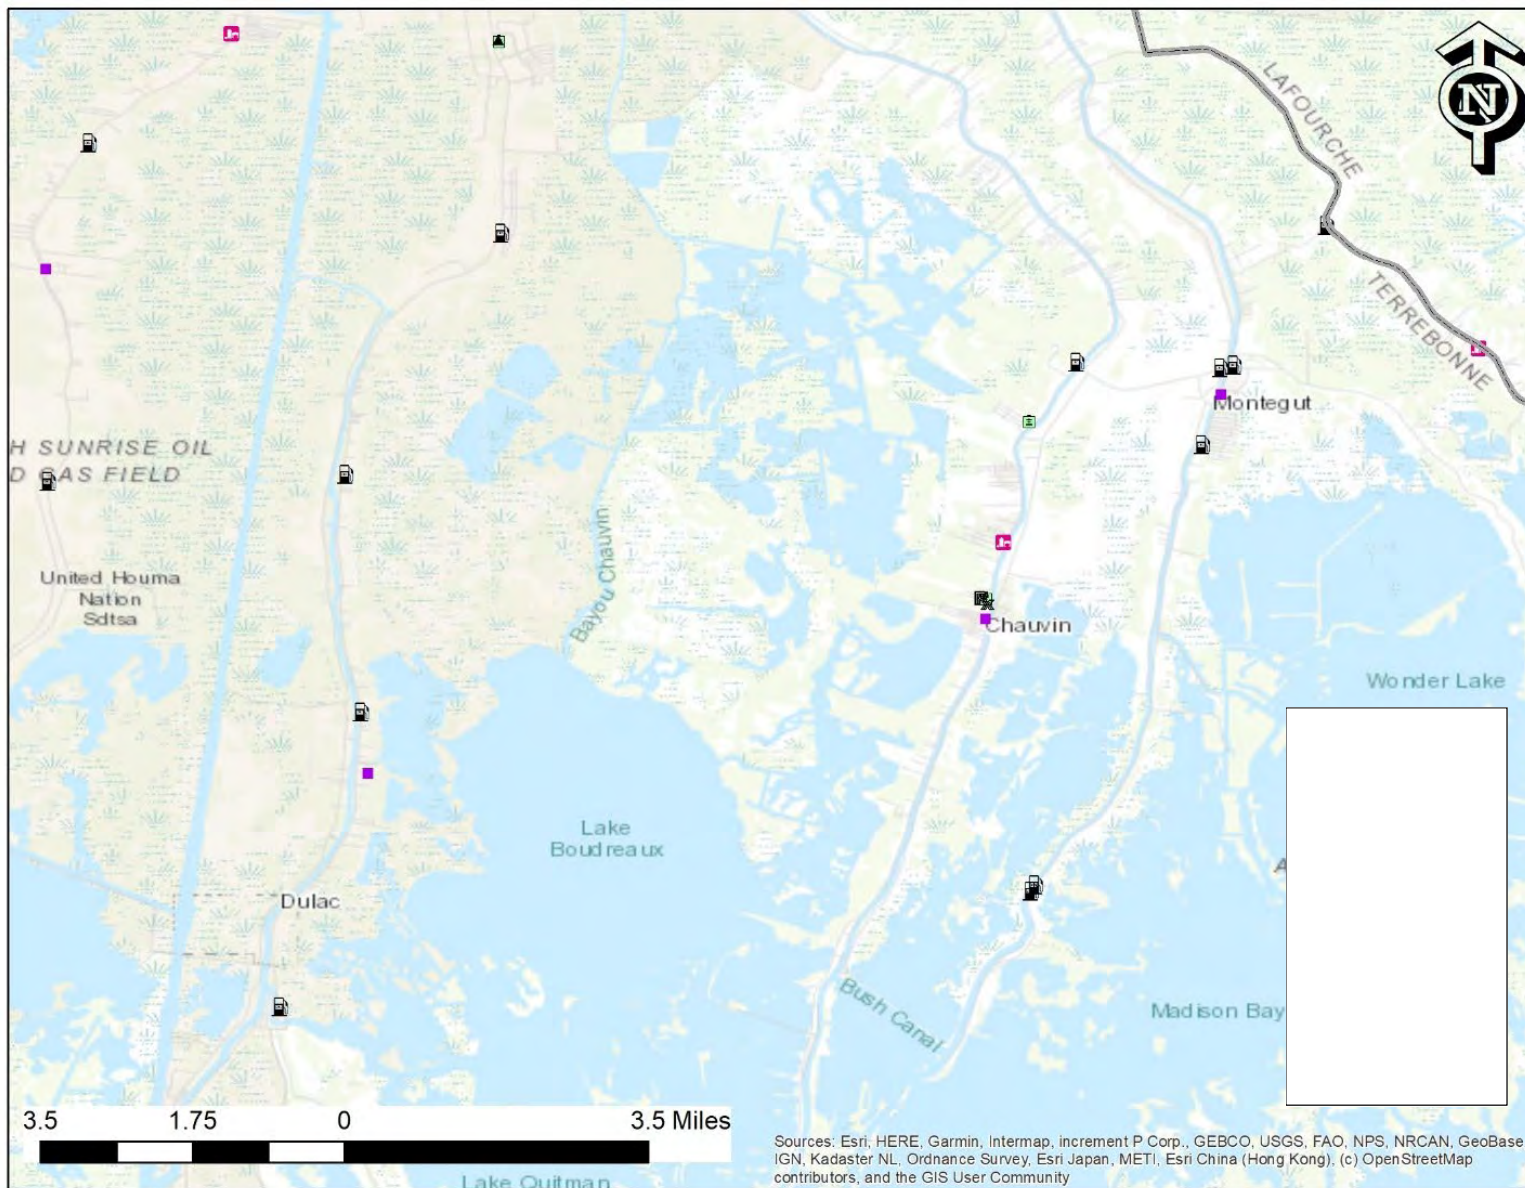 N
LAFOURCHE
TERREBONNE
Montegut
H SUNRISE OIL
D GAS FIELD
United Houma
Nation
Sdtsa
Bayou Chauvin
Chauvin
Wonder Lake
Lake
Boudreaux
A
Dulac
Bush Canal
Madison Bay
3.5 1.75 0 3.5 Miles
Sources: Esri, HERE, Garmin, Intermap, increment P Corp., GEBCO, USGS, FAO, NPS, NRCAN, GeoBase
IGN, Kadaster NL, Ordnance Survey, Esri Japan, METI, Esri China (Hong Kong), (c) OpenStreetMap
contributors, and the GIS User Community
Lake Quitman